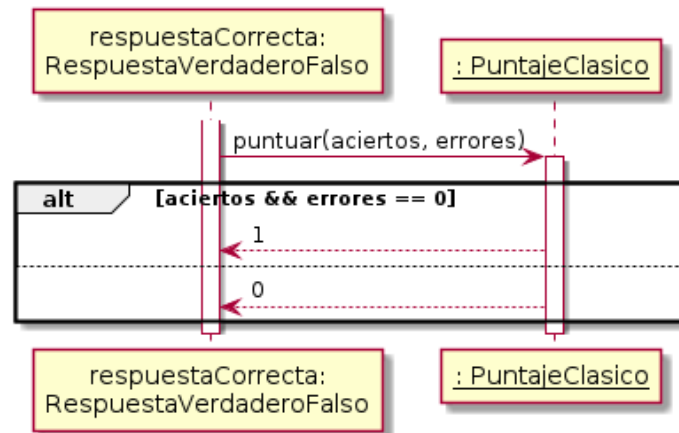 respuestaCorrecta:
RespuestaVerdaderoFalso
: PuntajeClasico
puntuar(aciertos, errores)
alt
[aciertos && errores == 0]
1
0
respuestaCorrecta:
RespuestaVerdaderoFalso
: PuntajeClasico